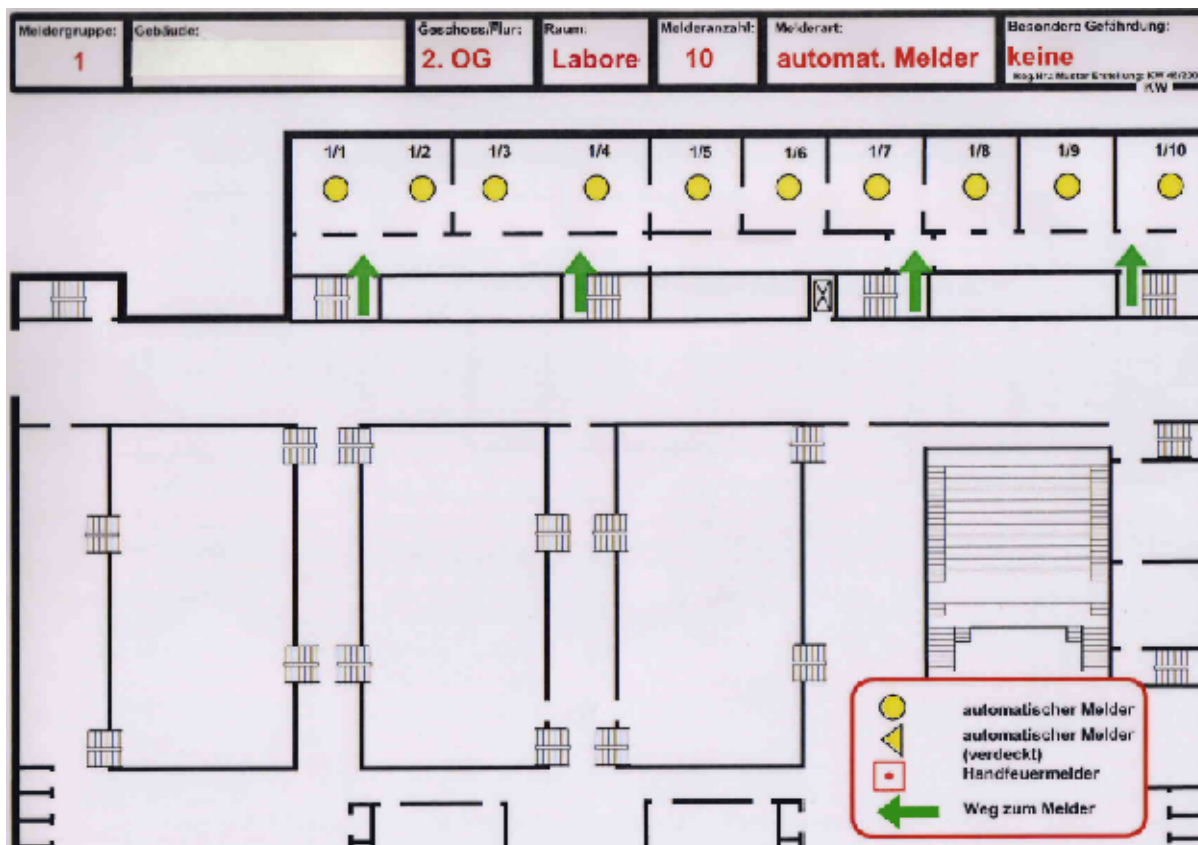 Meldergruppe:
1
Gebäude:
Geschoss/Flur:
2. OG
Raum:
Labore
Melderanzahl:
10
Melderart:
automat. Melder
Besondere Gefährdung:
keine
KW
1/1 1/2 1/3 1/4 1/5 1/6 1/7 1/8 1/9 1/10
automatischer Melder
automatischer Melder
(verdeckt)
Handfeuermelder
Weg zum Melder